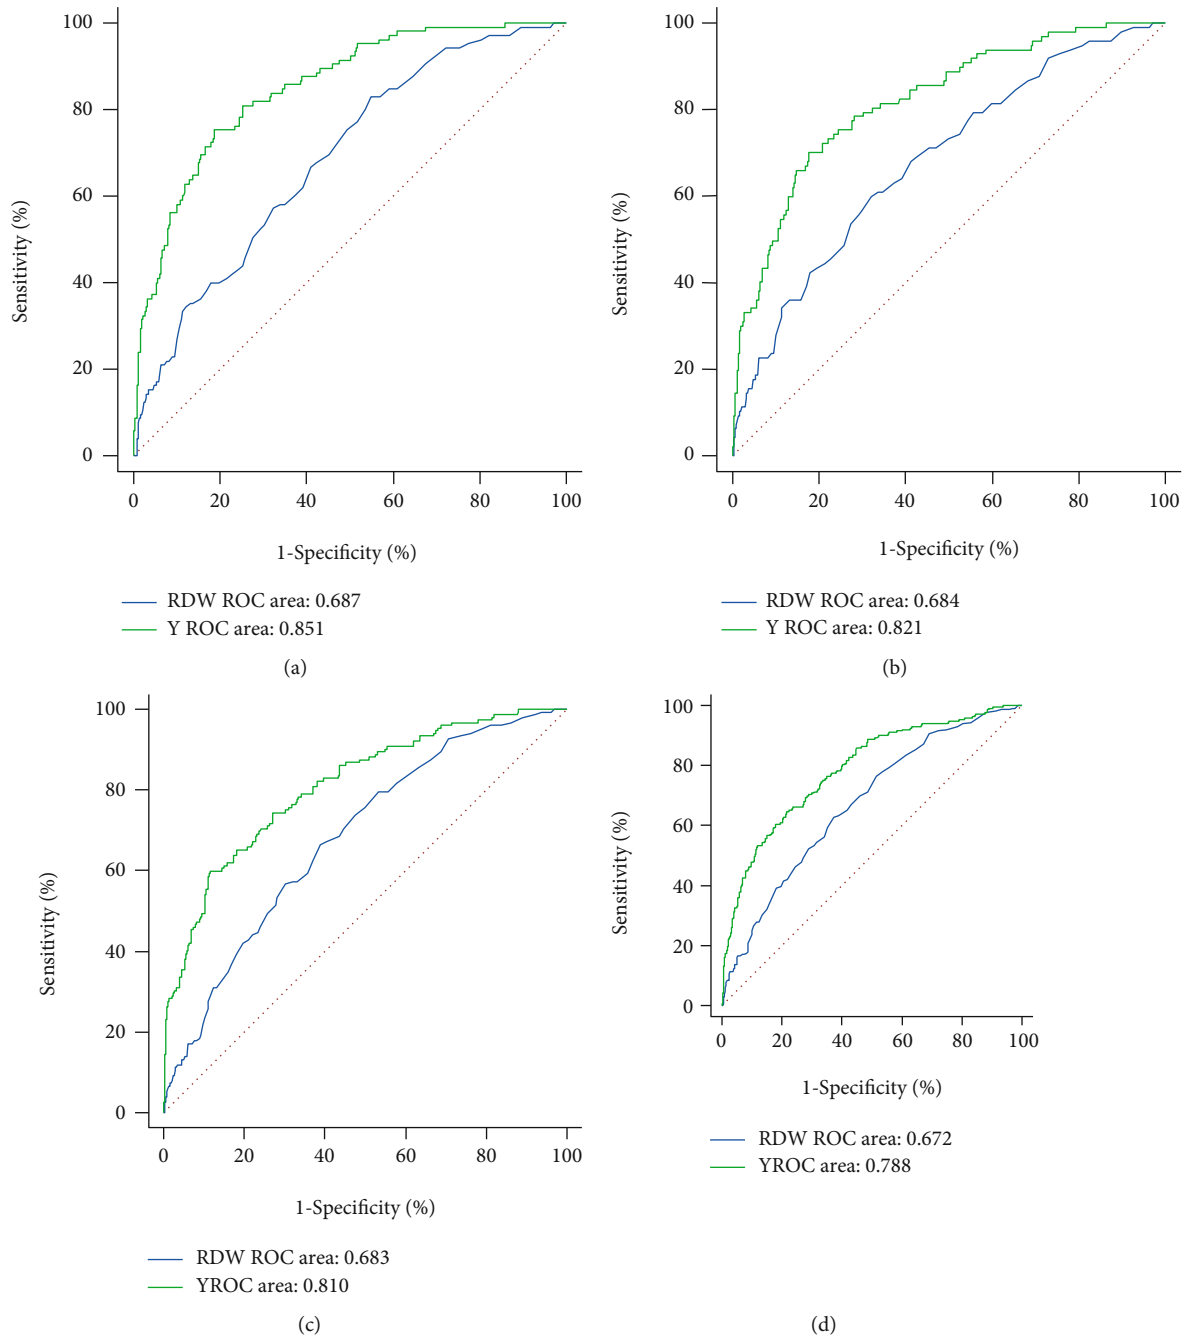 100
80
60
40
20
0
Sensitivity (%)
0 20 40 60 80 100
1-Specificity (%)
RDW ROC area: 0.687
Y ROC area: 0.851
(a)
100
80
60
40
20
0
Sensitivity (%)
0 20 40 60 80 100
1-Specificity (%)
RDW ROC area: 0.684
Y ROC area: 0.821
(b)
100
80
60
40
20
0
Sensitivity (%)
0 20 40 60 80 100
1-Specificity (%)
RDW ROC area: 0.683
YROC area: 0.810
(c)
100
80
60
40
20
0
Sensitivity (%)
0 20 40 60 80 100
1-Specificity (%)
RDW ROC area: 0.672
YROC area: 0.788
(d)